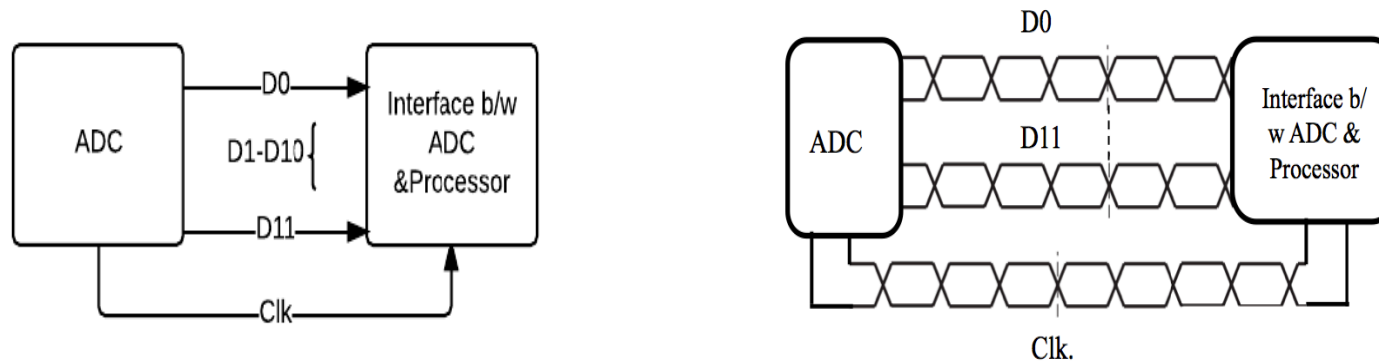 ADC
D0
D1-D10
D11
Clk
Interface b/w
ADC
&Processor
D0
ADC
D11
Interface b/
w ADC &
Processor
Clk.